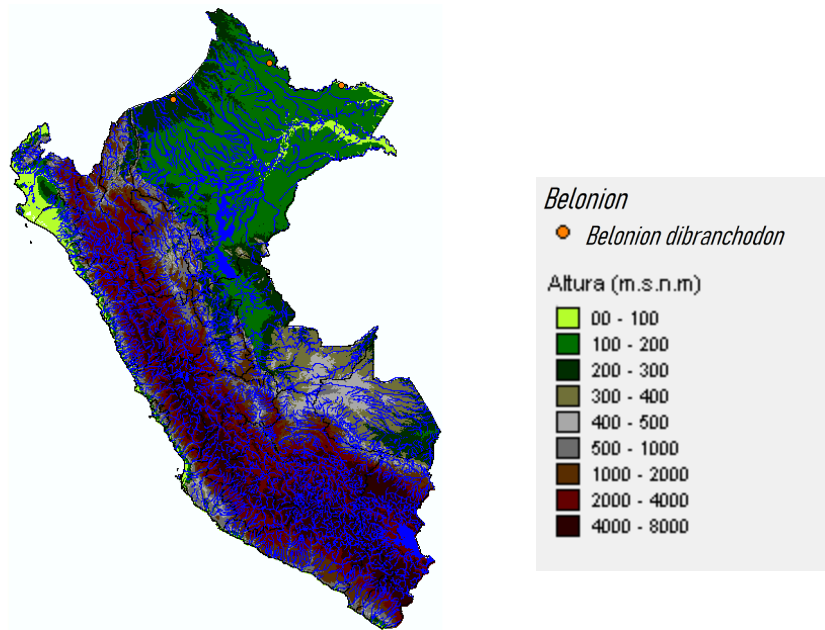 Belonion
Belonion dibranchodon
Altura (m.s.n.m)
00 - 100
100 - 200
200 - 300
300 - 400
400 - 500
500 - 1000
1000 - 2000
2000 - 4000
4000 - 8000